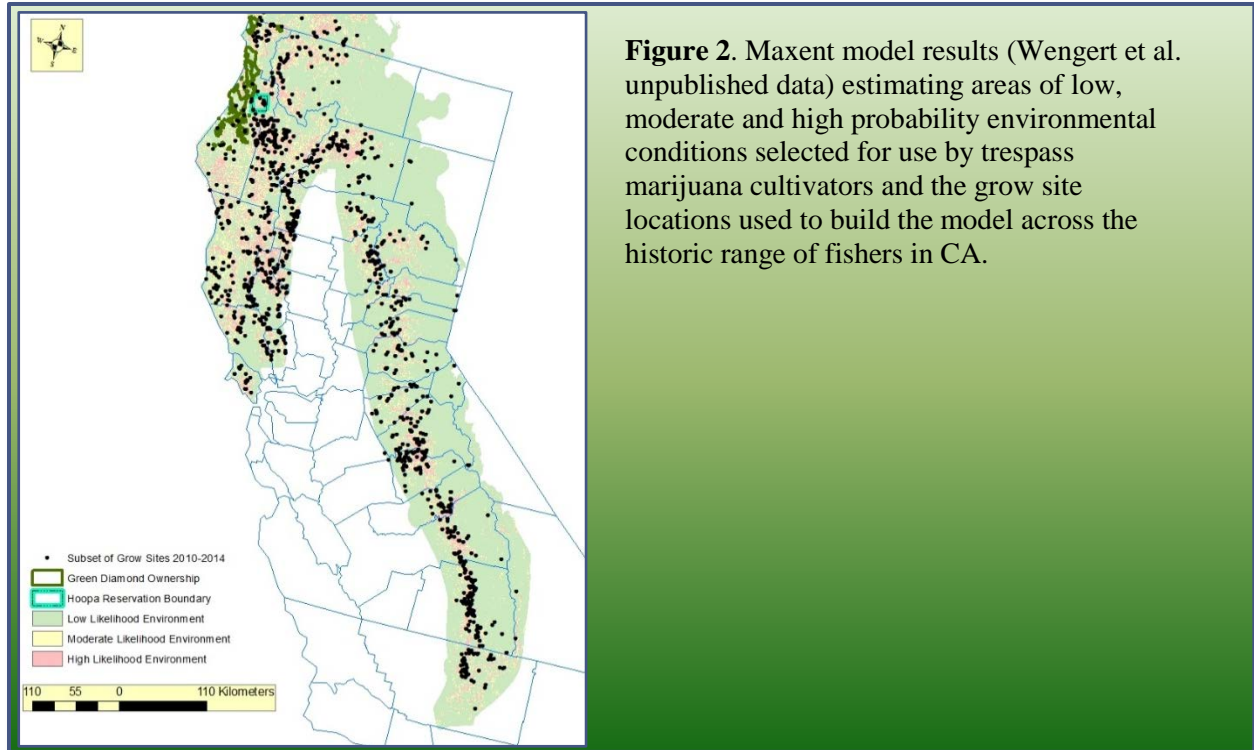 N
W
E
S
Figure 2. Maxent model results (Wengert et al.
unpublished data) estimating areas of low,
moderate and high probability environmental
conditions selected for use by trespass
marijuana cultivators and the grow site
locations used to build the model across the
historic range of fishers in CA.
Subset of Grow Sites 2010-2014
Green Diamond Ownership
Hoopa Reservation Boundary
Low Likelihood Environment
Moderate Likelihood Environment
High Likelihood Environment
110 55 0 110 Kilometers